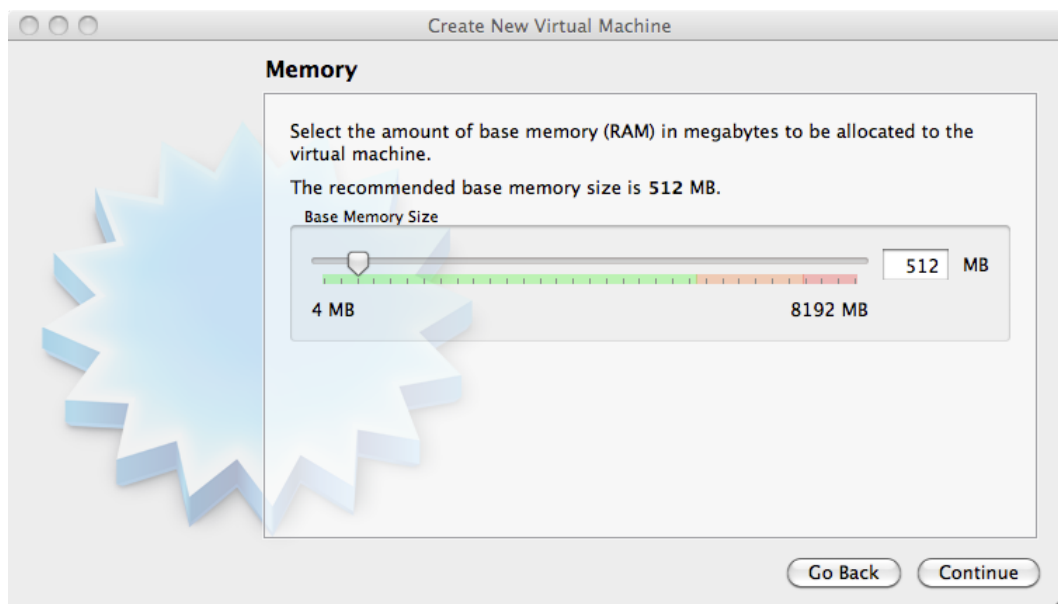 Create New Virtual Machine
Memory
Select the amount of base memory (RAM) in megabytes to be allocated to the
virtual machine.
The recommended base memory size is 512 MB.
Base Memory Size
512 MB
4 MB 8192 MB
Go Back Continue